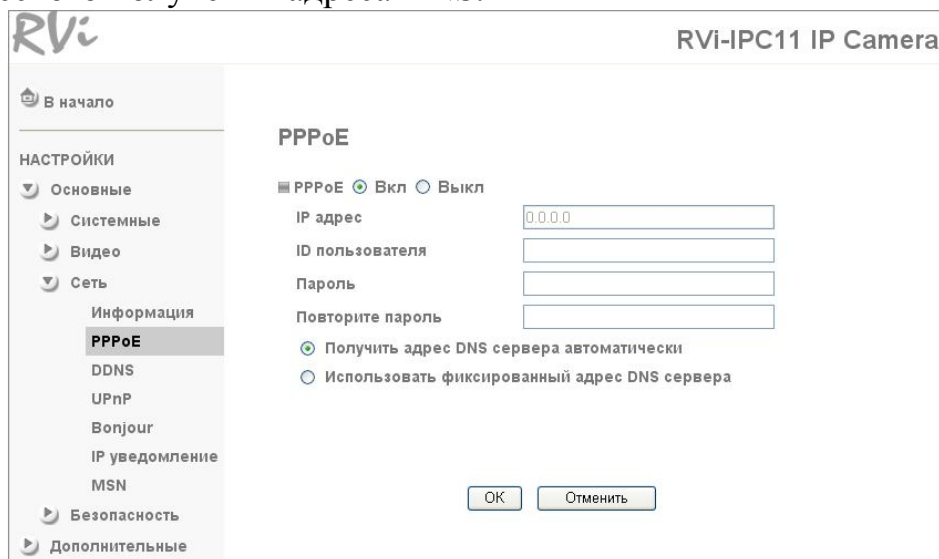 RVi
RVi-IPC11 IP Camera
В начало
НАСТРОЙКИ
Основные
Системные
Видео
Сеть
Информация
PPPoE
DDNS
UPnP
Bonjour
IP уведомление
MSN
Безопасность
Дополнительные
PPPoE
PPPoE Вкл Выкл
IP адрес 0.0.0.0
ID пользователя
Пароль
Повторите пароль
Получить адрес DNS сервера автоматически
Использовать фиксированный адрес DNS сервера
OK Отменить